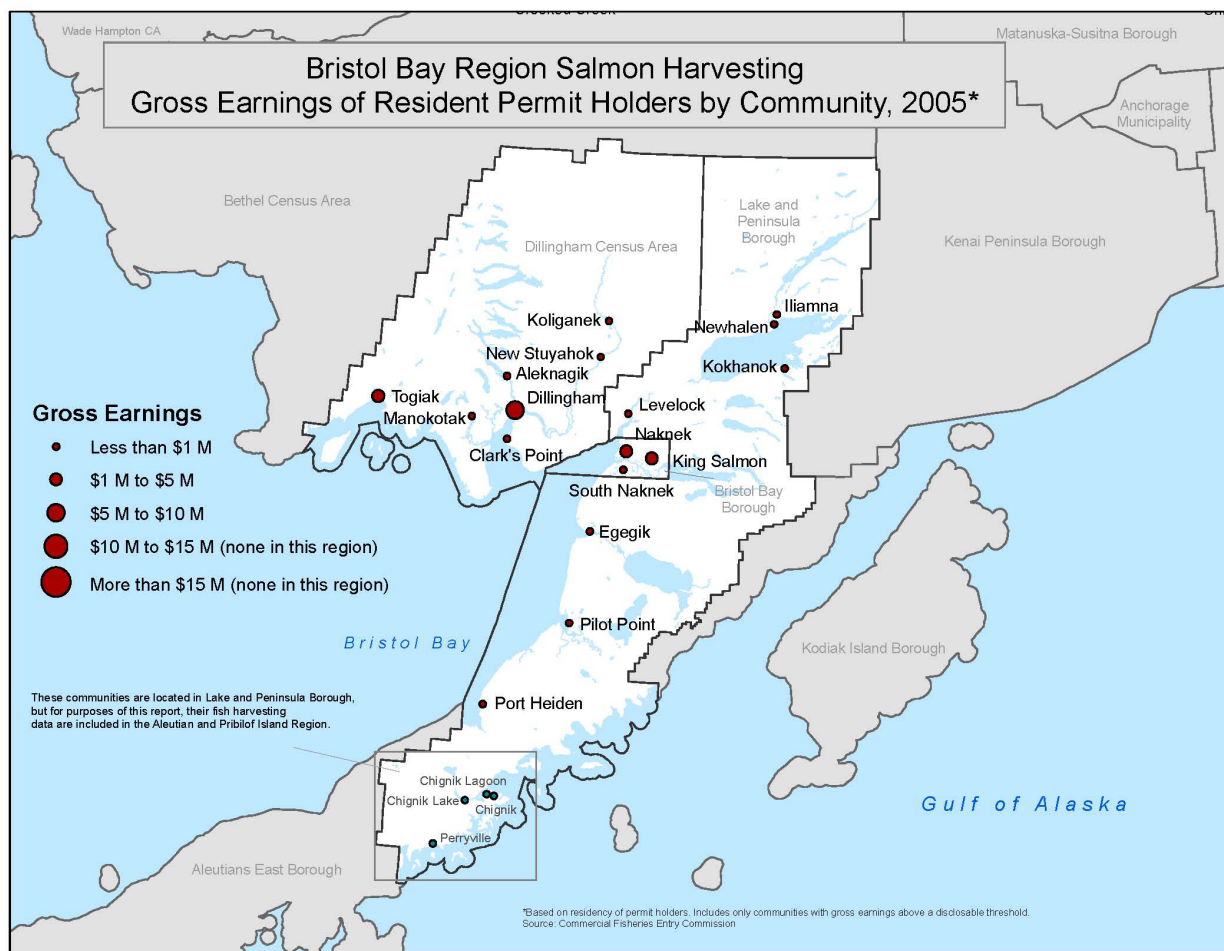 Crooked Creek
Wade Hampton CA
Matanuska-Susitna Borough
Bristol Bay Region Salmon Harvesting
Gross Earnings of Resident Permit Holders by Community, 2005*
Anchorage
Municipality
Bethel Census Area
Dillingham Census Area
Lake and
Peninsula
Borough
Kenai Peninsula Borough
Iliamna
Newhalen
Koliganek
New Stuyahok
Kokhanok
Aleknagik
Togiak
Dillingham
Manokotak
Levelock
Clark's Point
Naknek
King Salmon
South Naknek
Bristol Bay
Borough
Egegik
Gross Earnings
Less than $1 M
$1 M to $5 M
$5 M to $10 M
$10 M to $15 M (none in this region)
More than $15 M (none in this region)
Pilot Point
Bristol Bay
Kodiak Island Borough
These communities are located in Lake and Peninsula Borough,
but for purposes of this report, their fish harvesting
data are included in the Aleutian and Pribilof Island Region.
Port Heiden
Chignik Lagoon
Chignik Lake
Chignik
Perryville
Gulf of Alaska
Aleutians East Borough
*Based on residency of permit holders. Includes only communities with gross earnings above a disclosable threshold.
Source: Commercial Fisheries Entry Commission